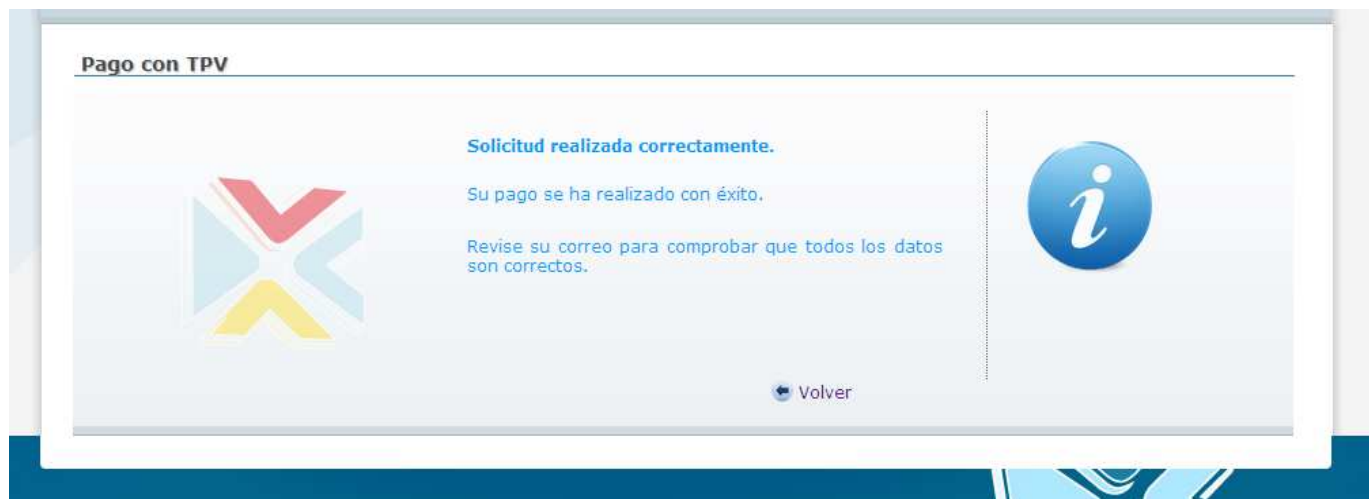 Pago con TPV
Solicitud realizada correctamente.
Su pago se ha realizado con éxito.
Revise su correo para comprobar que todos los datos
son correctos.
Volver